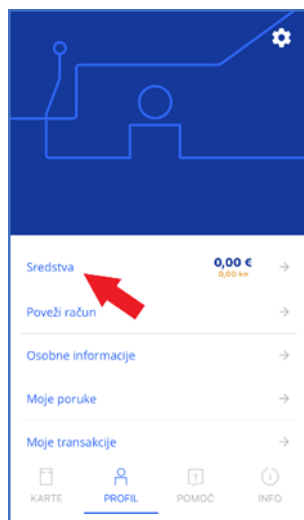 Sredstva 0,00 €
0,00 kn
Poveži račun
Osobne informacije
Moje poruke
Moje transakcije
KARTE PROFIL POMOĆ INFO